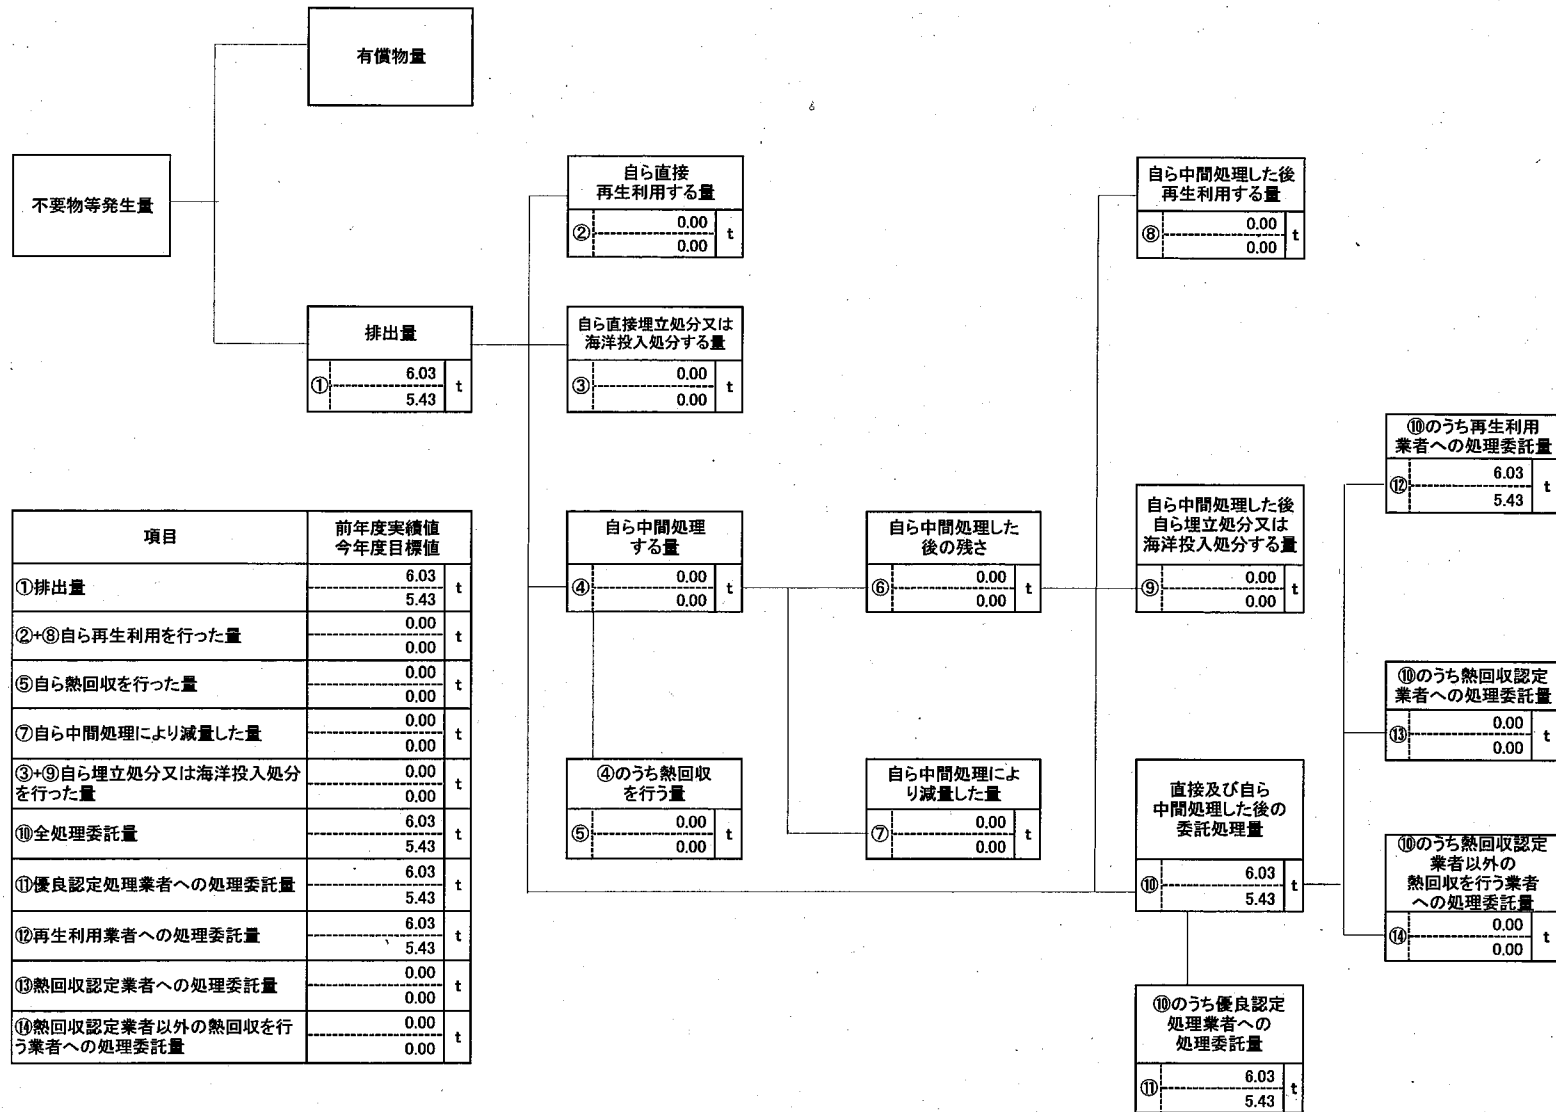 有償物量
不要物等発生量
排出量
① 6.03 t
5.43
自ら直接
再生利用する量
② 0.00 t
0.00
自ら直接埋立処分又は
海洋投入処分する量
③ 0.00 t
0.00
自ら中間処理
する量
④ 0.00 t
0.00
④のうち熱回収
を行う量
⑤ 0.00 t
0.00
自ら中間処理した
後の残さ
⑥ 0.00 t
0.00
自ら中間処理によ
り減量した量
⑦ 0.00 t
0.00
自ら中間処理した後
再生利用する量
⑧ 0.00 t
0.00
自ら中間処理した後
自ら埋立処分又は
海洋投入処分する量
⑨ 0.00 t
0.00
直接及び自ら
中間処理した後の
委託処理量
⑩ 6.03 t
5.43
⑩のうち優良認定
処理業者への
処理委託量
⑪ 6.03 t
5.43
⑩のうち再生利用
業者への処理委託量
⑫ 6.03 t
5.43
⑩のうち熱回収認定
業者への処理委託量
⑬ 0.00 t
0.00
⑩のうち熱回収認定
業者以外の
熱回収を行う業者
への処理委託量
⑭ 0.00 t
0.00
項目 前年度実績値
今年度目標値
①排出量 6.03 t
5.43
②+⑧自ら再生利用を行った量 0.00 t
0.00
⑤自ら熱回収を行った量 0.00 t
0.00
⑦自ら中間処理により減量した量 0.00 t
0.00
③+⑨自ら埋立処分又は海洋投入処分 0.00 t
を行った量 0.00
⑩全処理委託量 6.03 t
5.43
⑪優良認定処理業者への処理委託量 6.03 t
5.43
⑫再生利用業者への処理委託量 6.03 t
5.43
⑬熱回収認定業者への処理委託量 0.00 t
0.00
⑭熱回収認定業者以外の熱回収を行 0.00 t
う業者への処理委託量 0.00